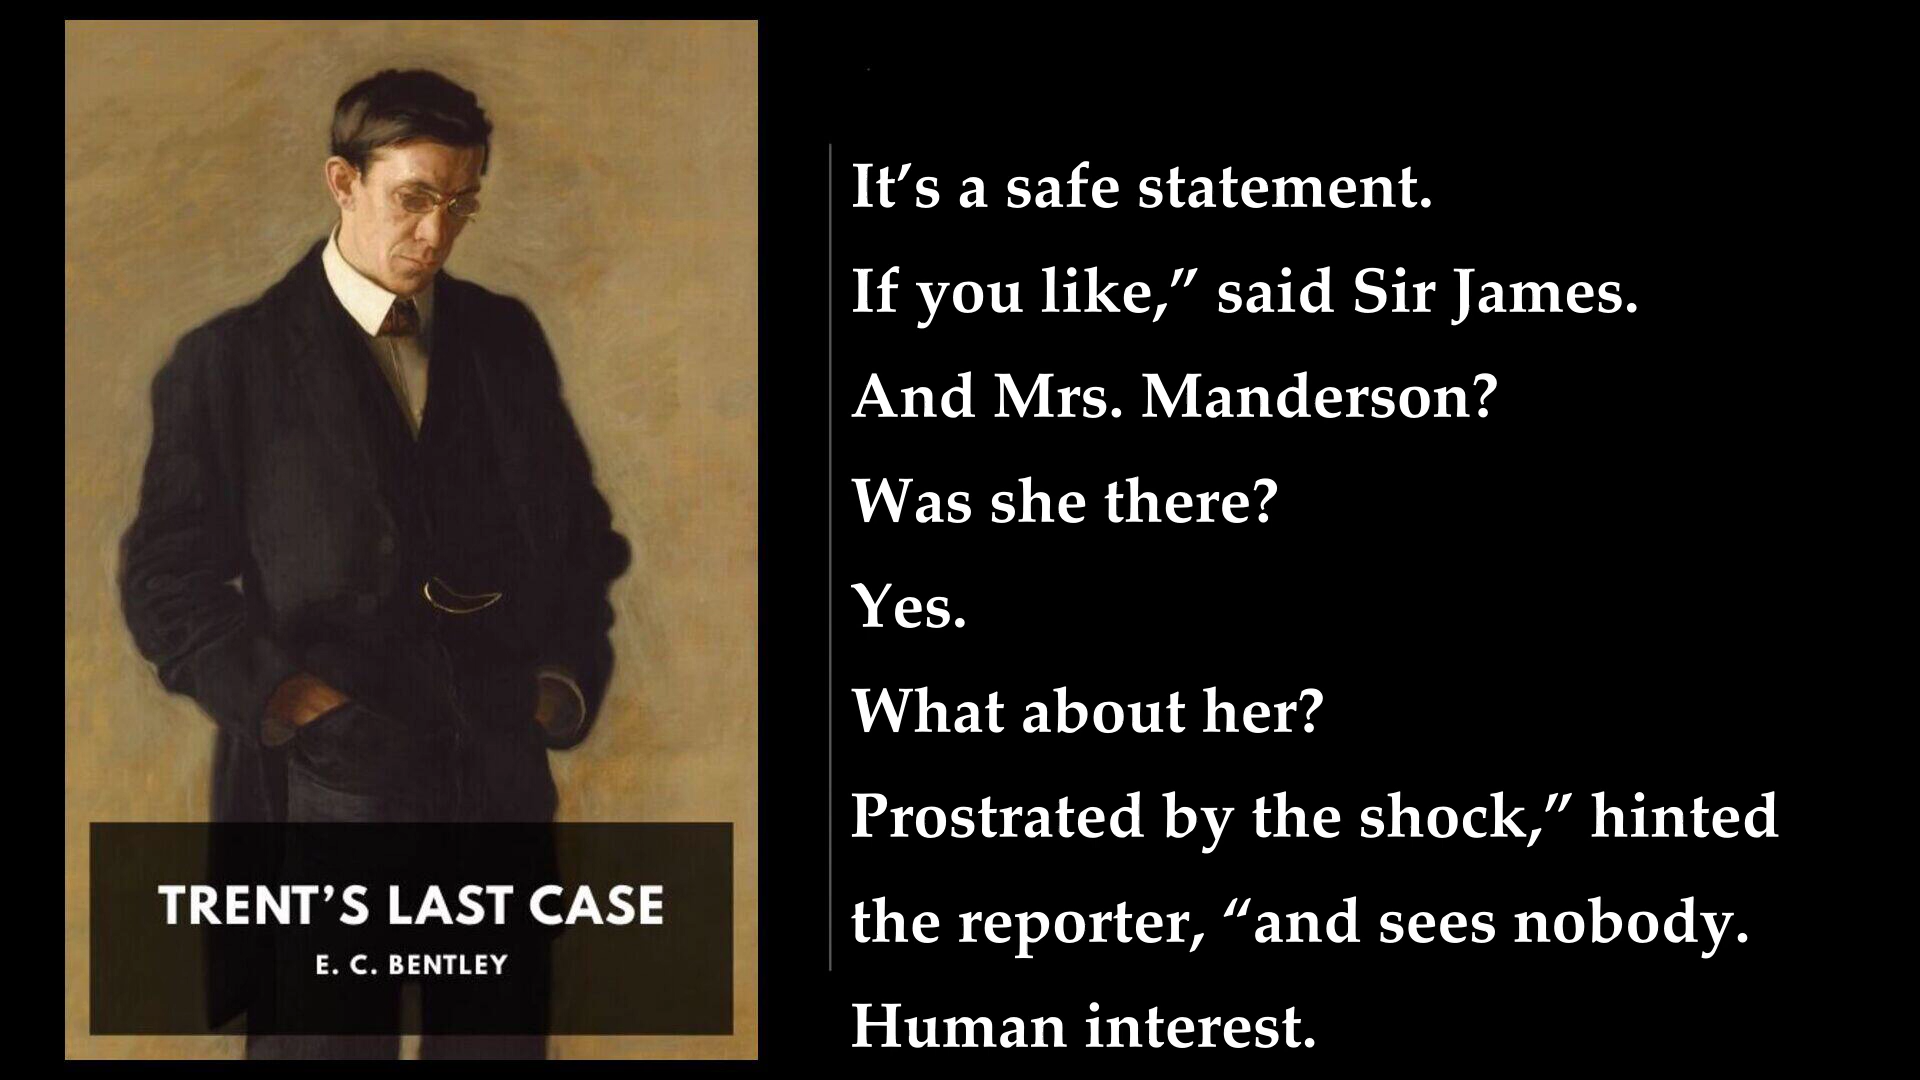 TRENT’S LAST CASE
E. C. BENTLEY
It’s a safe statement.
If you like,” said Sir James.
And Mrs. Manderson?
Was she there?
Yes.
What about her?
Prostrated by the shock,” hinted
the reporter, “and sees nobody.
Human interest.